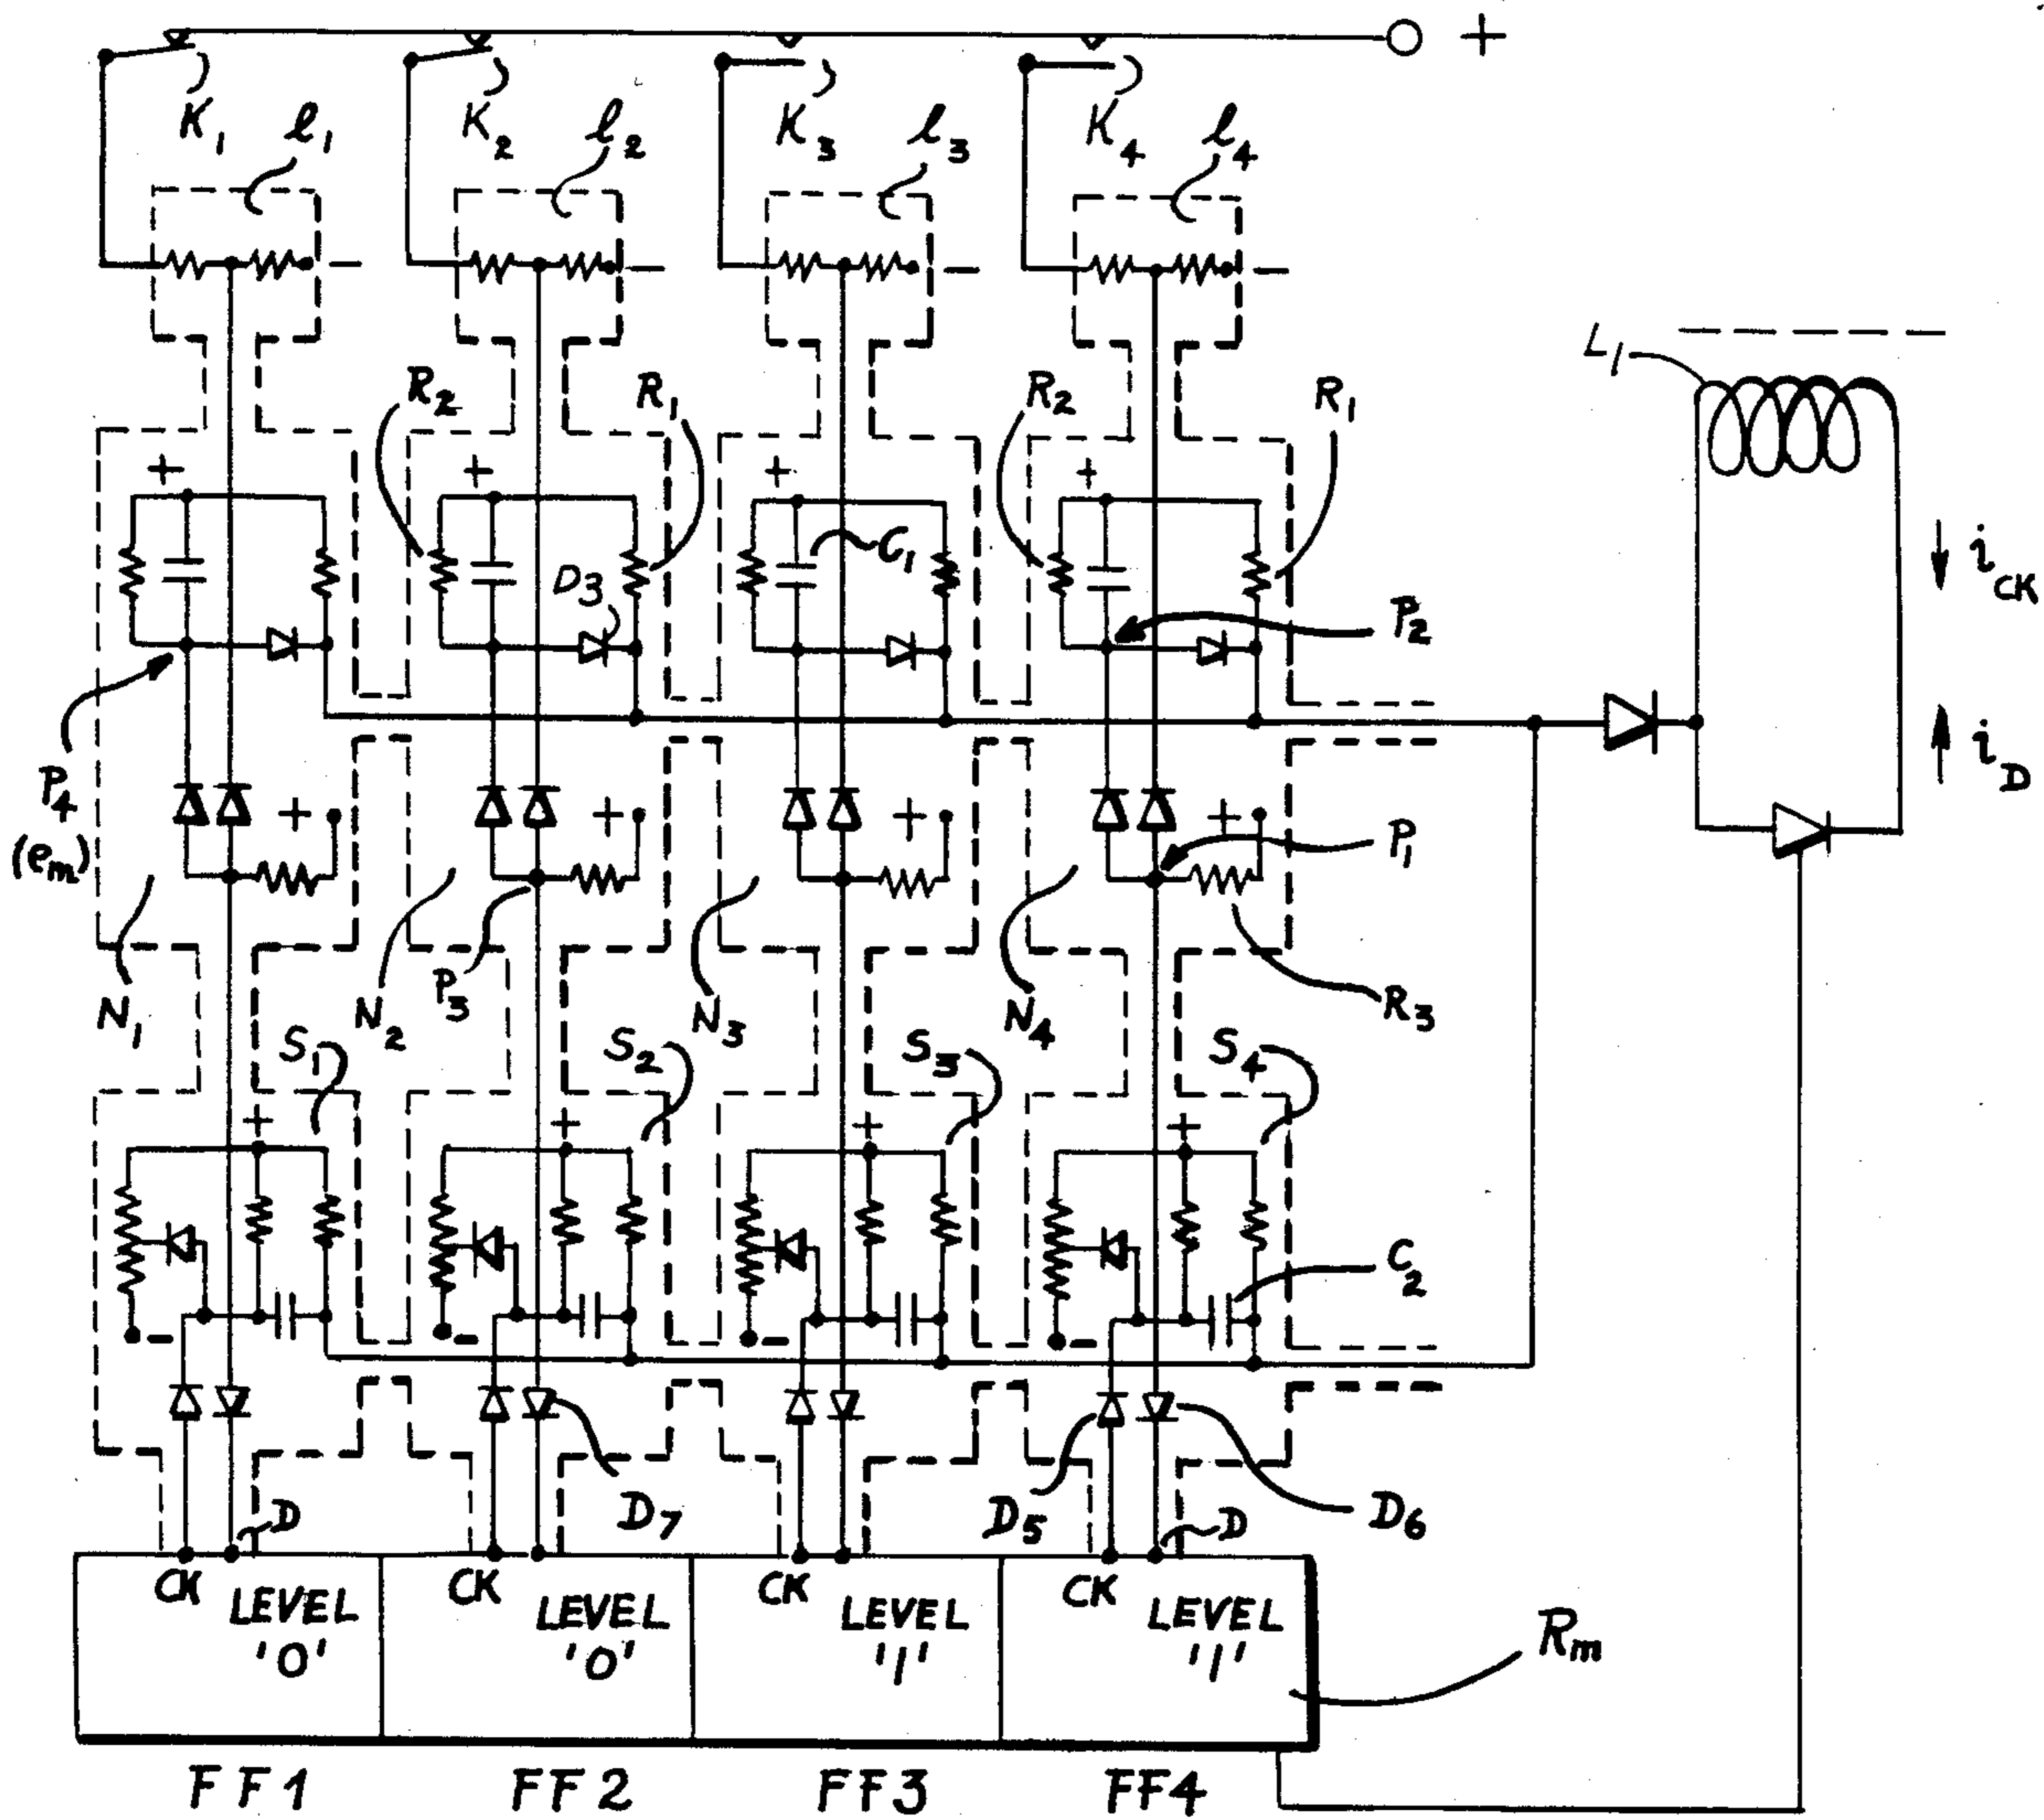 +
K1 l1 K2 l2 K3 l3 K4 l4
− − − −
L1
R2 R1 R2 R1
+ + + +
iCK
D3 C1
P2
iD
P4
(em)
+ + + +
P1
N1 N2 P3 N3 N4 R3
S1 S2 S3 S4
+ + + +
C2
− − − −
D D7 D5 D D6
CK CK CK CK
LEVEL LEVEL LEVEL LEVEL
'0' '0' '1' '1'
Rm
FF1 FF2 FF3 FF4